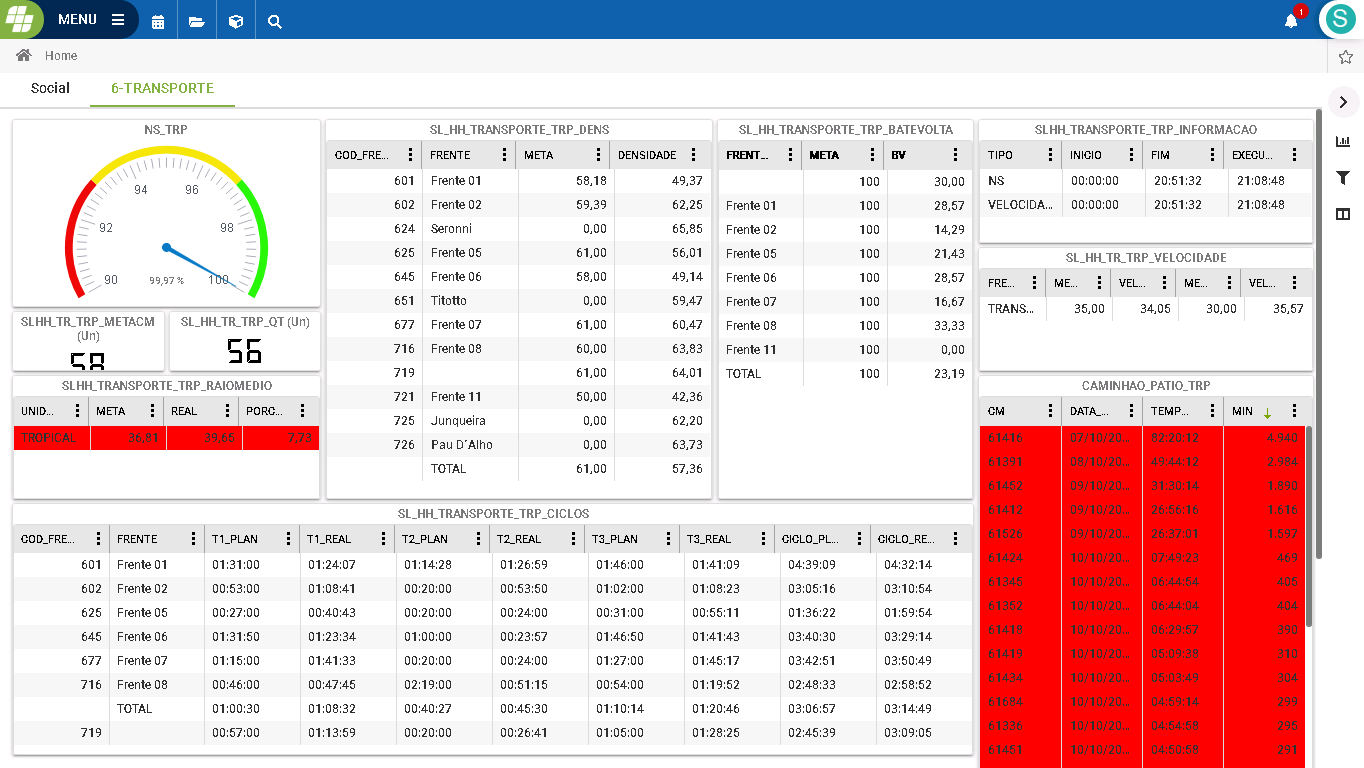 MENU
1
S
Home
Social 6-TRANSPORTE
NS_TRP
90 92 94 96 98 100
99,97 %
SLHH_TR_TRP_METACM
(Un)
58
SL_HH_TR_TRP_QT (Un)
56
SLHH_TRANSPORTE_TRP_RAIOMEDIO
UNID... META REAL PORC...
TROPICAL 36,81 39,65 7,73
SL_HH_TRANSPORTE_TRP_DENS
COD_FRE... FRENTE META DENSIDADE
601 Frente 01 58,18 49,37
602 Frente 02 59,39 62,25
624 Seronni 0,00 65,85
625 Frente 05 61,00 56,01
645 Frente 06 58,00 49,14
651 Titotto 0,00 59,47
677 Frente 07 61,00 60,47
716 Frente 08 60,00 63,83
719 61,00 64,01
721 Frente 11 50,00 42,36
725 Junqueira 0,00 62,20
726 Pau D´Alho 0,00 63,73
TOTAL 61,00 57,36
SL_HH_TRANSPORTE_TRP_BATEVOLTA
FRENT... META BV
100 30,00
Frente 01 100 28,57
Frente 02 100 14,29
Frente 05 100 21,43
Frente 06 100 28,57
Frente 07 100 16,67
Frente 08 100 33,33
Frente 11 100 0,00
TOTAL 100 23,19
SLHH_TRANSPORTE_TRP_INFORMACAO
TIPO INICIO FIM EXECU...
NS 00:00:00 20:51:32 21:08:48
VELOCIDA... 00:00:00 20:51:32 21:08:48
SL_HH_TR_TRP_VELOCIDADE
FRE... ME... VEL... ME... VEL...
TRANS... 35,00 34,05 30,00 35,57
SL_HH_TRANSPORTE_TRP_CICLOS
COD_FRE... FRENTE T1_PLAN T1_REAL T2_PLAN T2_REAL T3_PLAN T3_REAL CICLO_PL... CICLO_RE...
601 Frente 01 01:31:00 01:24:07 01:14:28 01:26:59 01:46:00 01:41:09 04:39:09 04:32:14
602 Frente 02 00:53:00 01:08:41 00:20:00 00:53:50 01:02:00 01:08:23 03:05:16 03:10:54
625 Frente 05 00:27:00 00:40:43 00:20:00 00:24:00 00:31:00 00:55:11 01:36:22 01:59:54
645 Frente 06 01:31:50 01:23:34 01:00:00 00:23:57 01:46:50 01:41:43 03:40:30 03:29:14
677 Frente 07 01:15:00 01:41:33 00:20:00 00:24:00 01:27:00 01:45:17 03:42:51 03:50:49
716 Frente 08 00:46:00 00:47:45 02:19:00 00:51:15 00:54:00 01:19:52 02:48:33 02:58:52
TOTAL 01:00:30 01:08:32 00:40:27 00:45:30 01:10:14 01:20:46 03:06:57 03:14:49
719 00:57:00 01:13:59 00:20:00 00:26:41 01:05:00 01:28:25 02:45:39 03:09:05
CAMINHAO_PATIO_TRP
CM DATA_... TEMP... MIN
61416 07/10/20... 82:20:12 4.940
61391 08/10/20... 49:44:12 2.984
61452 09/10/20... 31:30:14 1.890
61412 09/10/20... 26:56:16 1.616
61526 09/10/20... 26:37:01 1.597
61424 10/10/20... 07:49:23 469
61345 10/10/20... 06:44:54
61352 10/10/20... 06:44:04 404
61418 10/10/20... 06:29:57 390
61419 10/10/20... 05:09:38 310
61434 10/10/20... 05:03:49 304
61584 10/10/20... 04:59:14 299
61336 10/10/20... 04:54:58 295
61451 10/10/20... 04:50:58 291